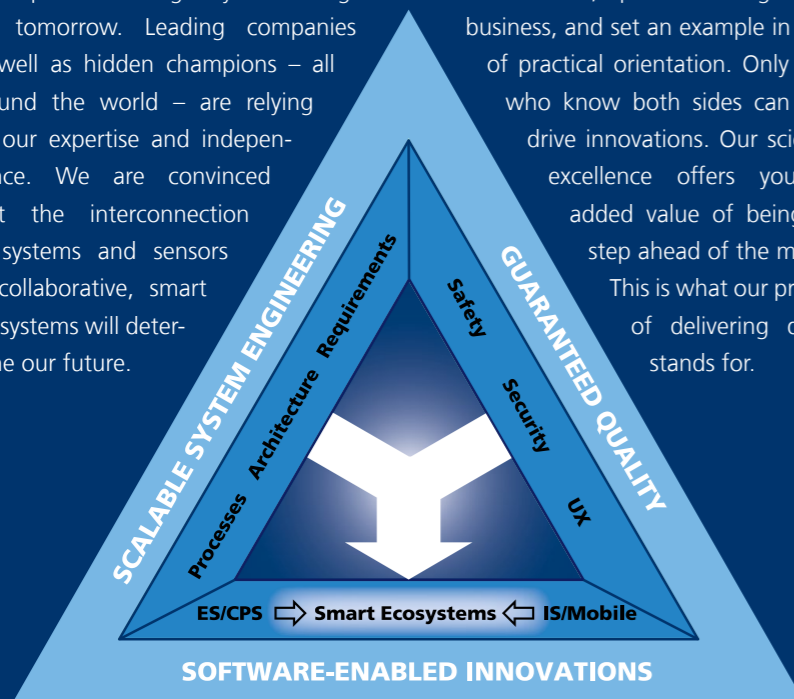 tomorrow. Leading companies
well as hidden champions – all
the world – are relying
our expertise and indepen-
We are convinced
the interconnection
systems and sensors
collaborative, smart
systems will deter-
our future.
business, and set an example in
of practical orientation. Only
who know both sides can
drive innovations. Our
excellence offers you
added value of being
step ahead of the
This is what our
of delivering
stands for.
SCALABLE SYSTEM ENGINEERING
GUARANTEED QUALITY
Requirements
Architecture
Processes
Safety
Security
UX
ES/CPS Smart Ecosystems IS/Mobile
SOFTWARE-ENABLED INNOVATIONS